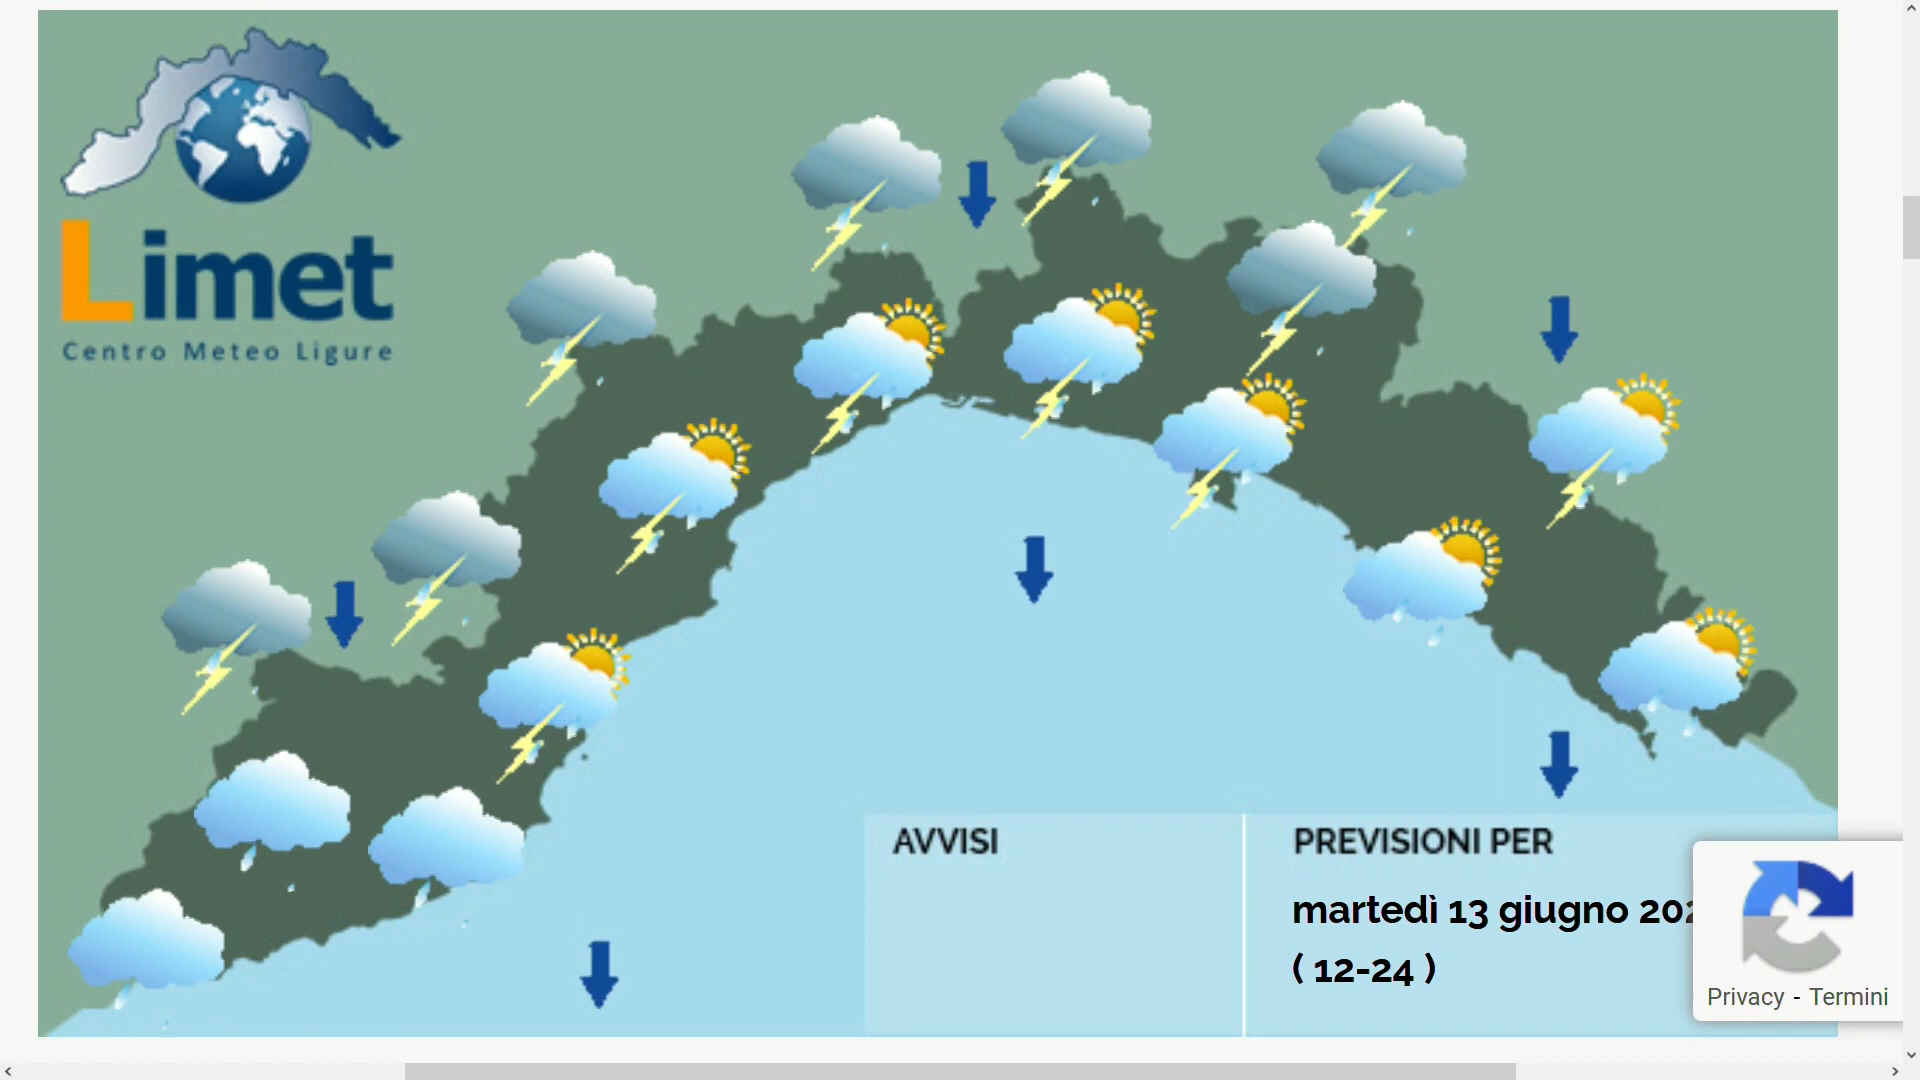 Limet
Centro Meteo Ligure
AVVISI
PREVISIONI PER
martedì 13 giugno
( 12-24 )
Privacy - Termini